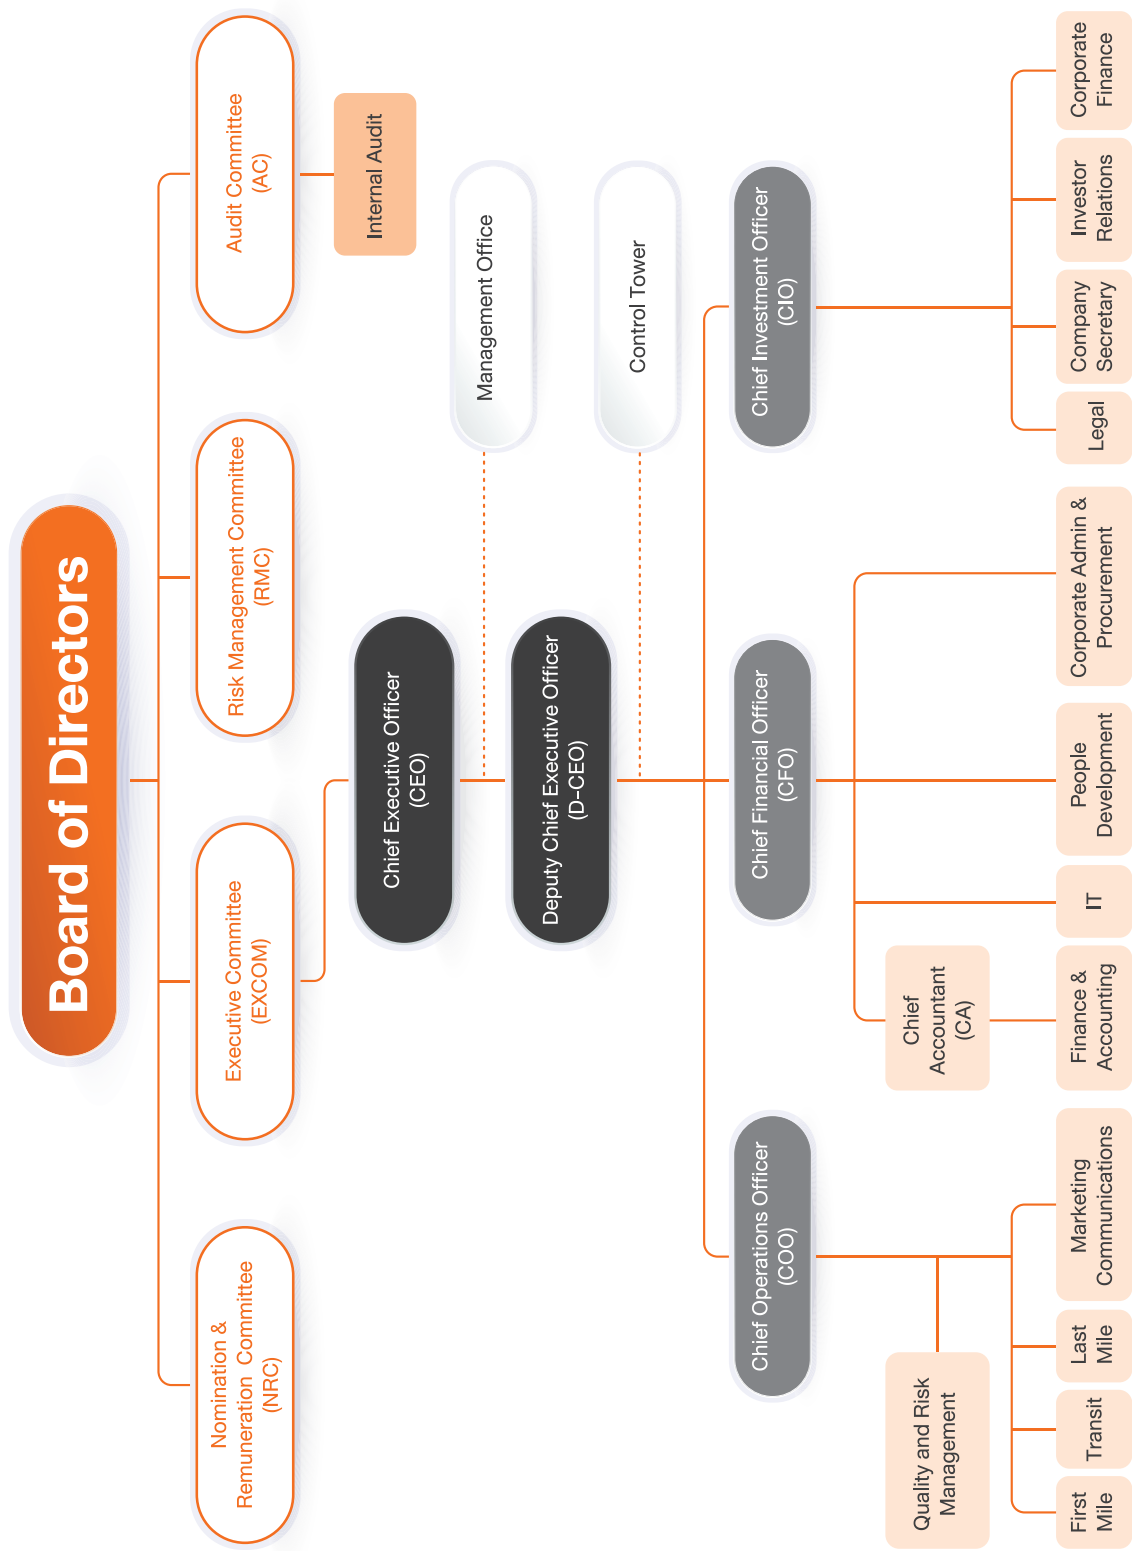 Board of Directors
Nomination &
Remuneration Committee
(NRC)
Executive Committee
(EXCOM)
Risk Management Committee
(RMC)
Audit Committee
(AC)
Internal Audit
Chief Executive Officer
(CEO)
Management Office
Deputy Chief Executive Officer
(D-CEO)
Control Tower
Chief Operations Officer
(COO)
Chief Financial Officer
(CFO)
Chief Investment Officer
(CIO)
Quality and Risk
Management
Chief
Accountant
(CA)
First
Mile
Transit
Last
Mile
Marketing
Communications
Finance &
Accounting
IT
People
Development
Corporate Admin &
Procurement
Legal
Company
Secretary
Investor
Relations
Corporate
Finance